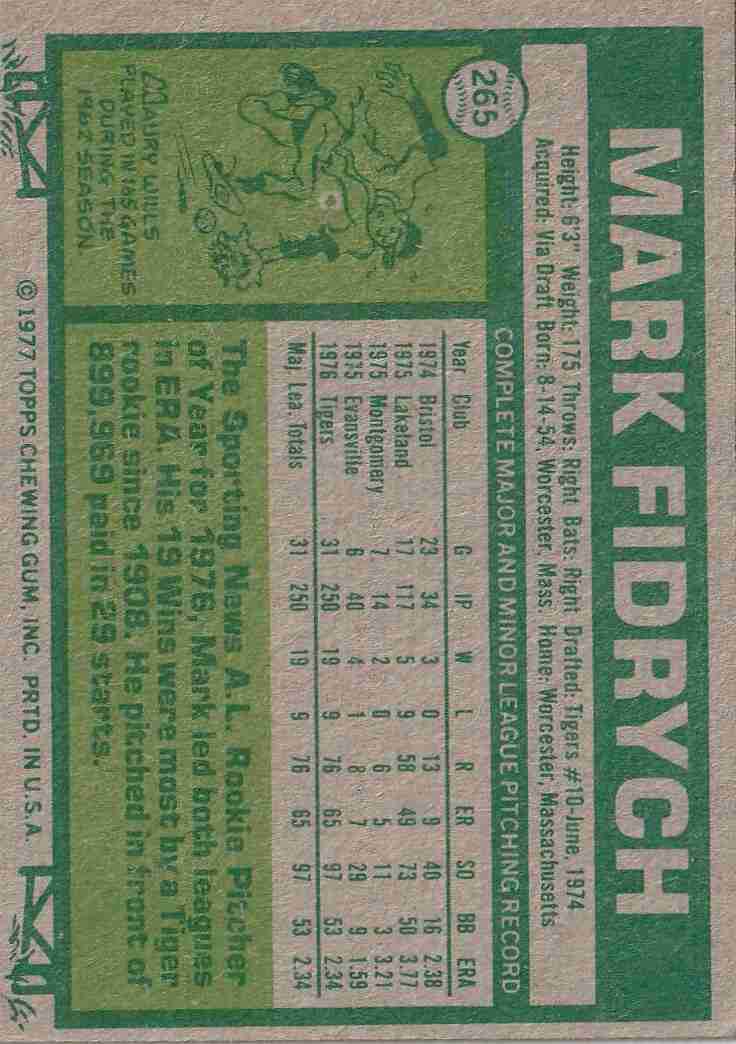 265
MARK FIDRYCH
Height: 6'3" Weight: 175 Throws: Right Bats: Right Drafted: Tigers #10-June, 1974
Acquired: Via Draft Born: 8-14-54, Worcester, Mass. Home: Worcester, Massachusetts
COMPLETE MAJOR AND MINOR LEAGUE PITCHING RECORD
Year Club G IP W L R ER SO BB ERA
1974 Bristol 23 34 3 0 13 9 40 16 2.38
1975 Lakeland 17 117 5 9 58 49 73 50 3.77
1975 Montgomery 7 14 2 0 6 5 11 3 3.21
1975 Evansville 6 40 4 1 8 7 29 9 1.59
1976 Tigers 31 250 19 9 76 65 97 53 2.34
Maj. Lea. Totals 31 250 19 9 76 65 97 53 2.34
MAURY WILLS
PLAYED IN 165 GAMES
DURING THE
1962 SEASON.
The Sporting News A.L. Rookie Pitcher
of Year for 1976, Mark led both leagues
in ERA. His 19 Wins were most by a Tiger
rookie since 1908. He pitched in front of
899,969 paid in 29 starts.
©1977 TOPPS CHEWING GUM, INC. PRTD. IN U.S.A.